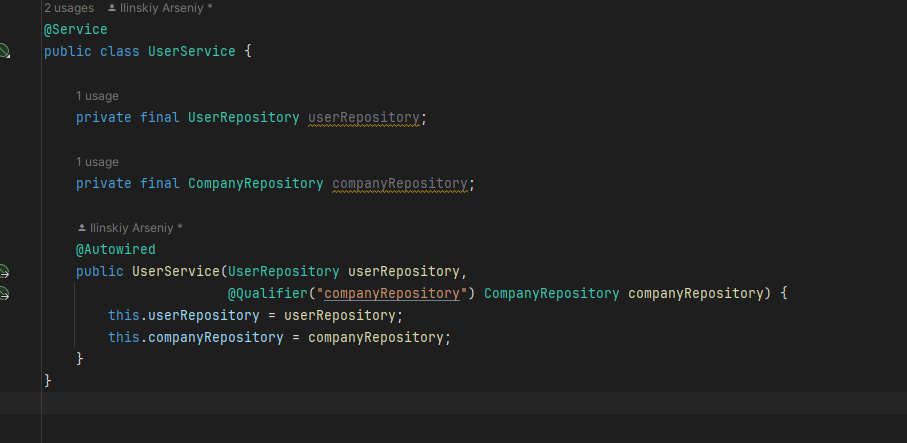 2 usages Ilinskiy Arseniy *
@Service
public class UserService {
1 usage
private final UserRepository userRepository;
1 usage
private final CompanyRepository companyRepository;
Ilinskiy Arseniy *
@Autowired
public UserService(UserRepository userRepository,
@Qualifier("companyRepository") CompanyRepository companyRepository) {
this.userRepository = userRepository;
this.companyRepository = companyRepository;
}
}